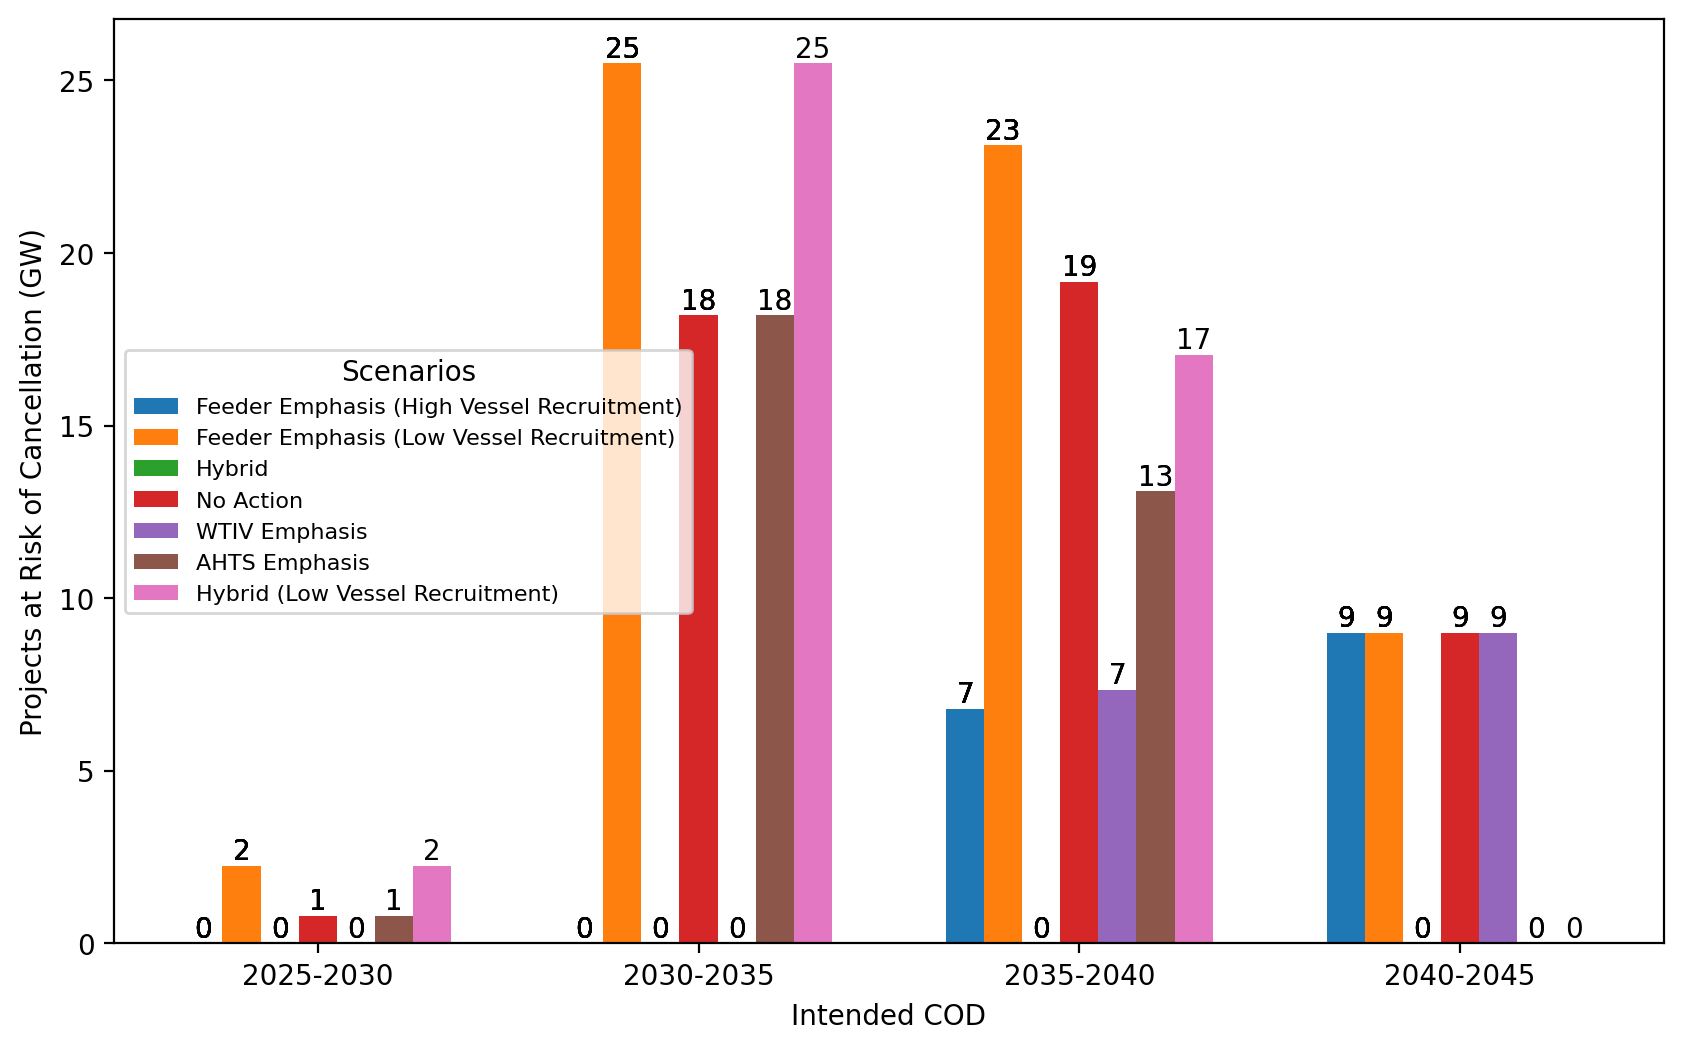 25 25
25
23
20
19
18 18
17
Projects at Risk of Cancellation (GW)
Scenarios
Feeder Emphasis (High Vessel Recruitment)
Feeder Emphasis (Low Vessel Recruitment)
Hybrid
No Action
WTIV Emphasis
AHTS Emphasis
Hybrid (Low Vessel Recruitment)
15
13
10
9 9 9 9
7 7
5
2 2
1 1
0 0 0 0 0 0 0 0 0 0
0
2025-2030 2030-2035 2035-2040 2040-2045
Intended COD